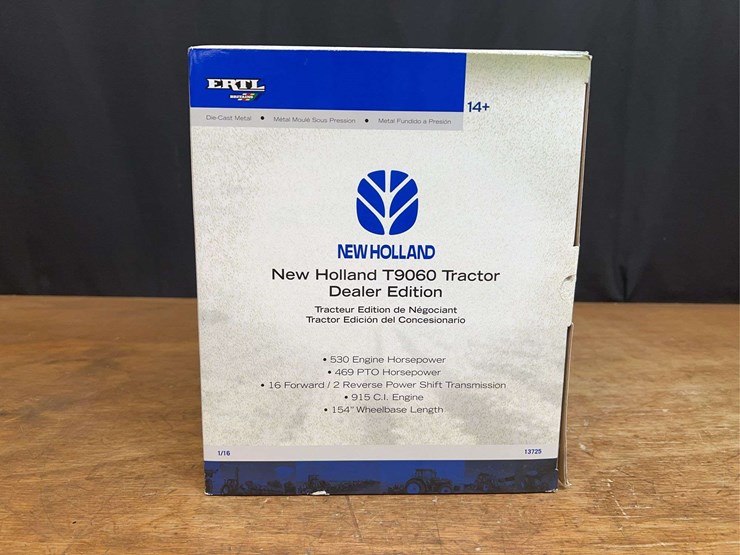 ERTL
BRITAINS
14+
Die-Cast Metal • Métal Moulé Sous Pression • Metal Fundido a Presión
NEW HOLLAND
New Holland T9060 Tractor
Dealer Edition
Tracteur Edition de Négociant
Tractor Edición del Concesionario
• 530 Engine Horsepower
• 469 PTO Horsepower
• 16 Forward / 2 Reverse Power Shift Transmission
• 915 C.I. Engine
• 154" Wheelbase Length
1/16 13725